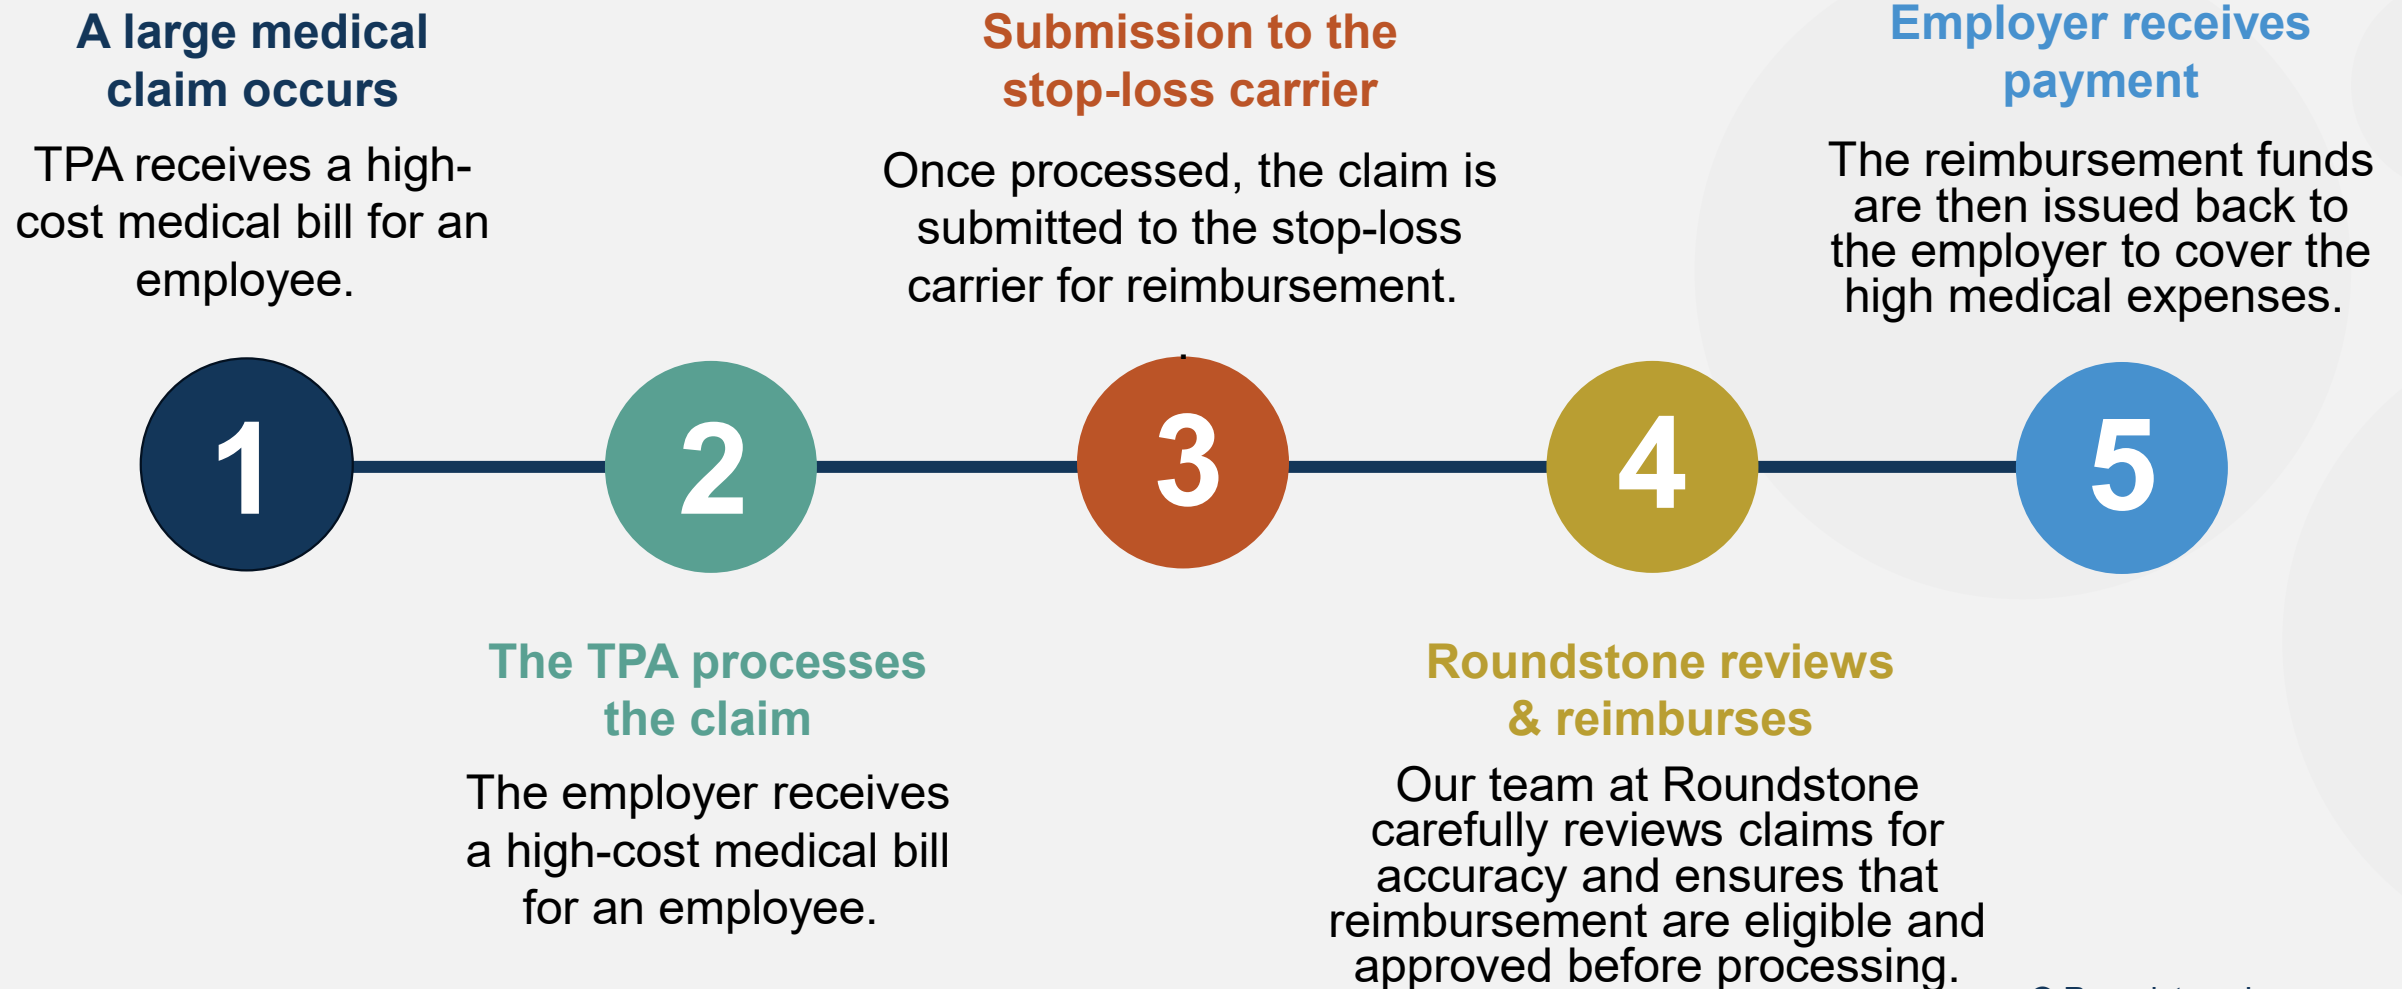 A large medical
claim occurs
TPA receives a high-
cost medical bill for an
employee.
Submission to the
stop-loss carrier
Once processed, the claim is
submitted to the stop-loss
carrier for reimbursement.
Employer receives
payment
The reimbursement funds
are then issued back to
the employer to cover the
high medical expenses.
1
2
3
4
5
The TPA processes
the claim
The employer receives
a high-cost medical bill
for an employee.
Roundstone reviews
& reimburses
Our team at Roundstone
carefully reviews claims for
accuracy and ensures that
reimbursement are eligible and
approved before processing.